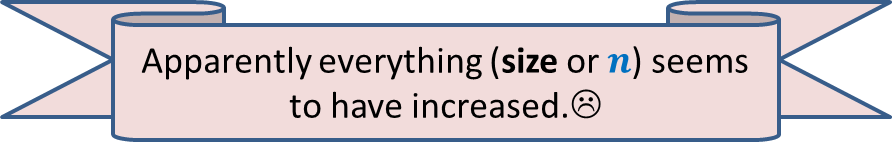 Apparently everything (size or n) seems
to have increased.☹